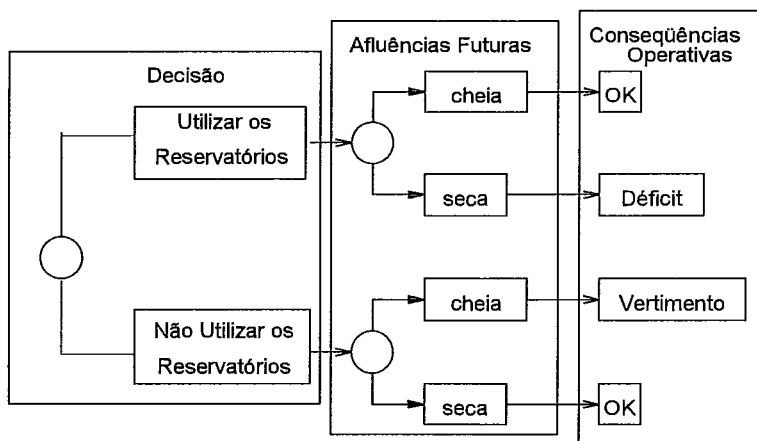 Decisão
Utilizar os
Reservatórios
Não Utilizar os
Reservatórios
Afluências Futuras
cheia
seca
cheia
seca
Conseqüências
Operativas
OK
Déficit
Vertimento
OK